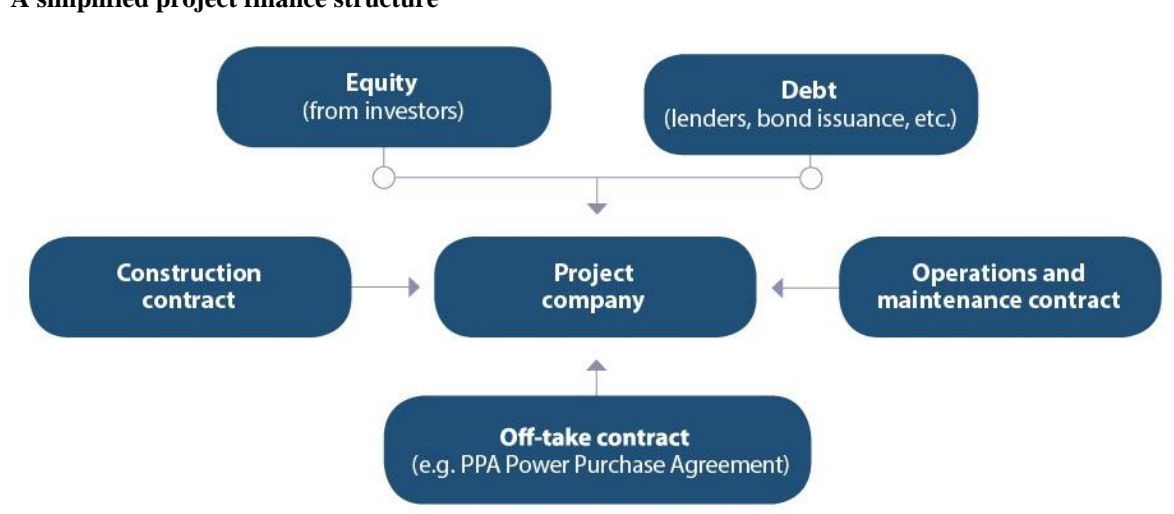 A simplified project finance structure
Equity
(from investors)
Debt
(lenders, bond issuance, etc.)
Construction
contract
Project
company
Operations and
maintenance contract
Off-take contract
(e.g. PPA Power Purchase Agreement)